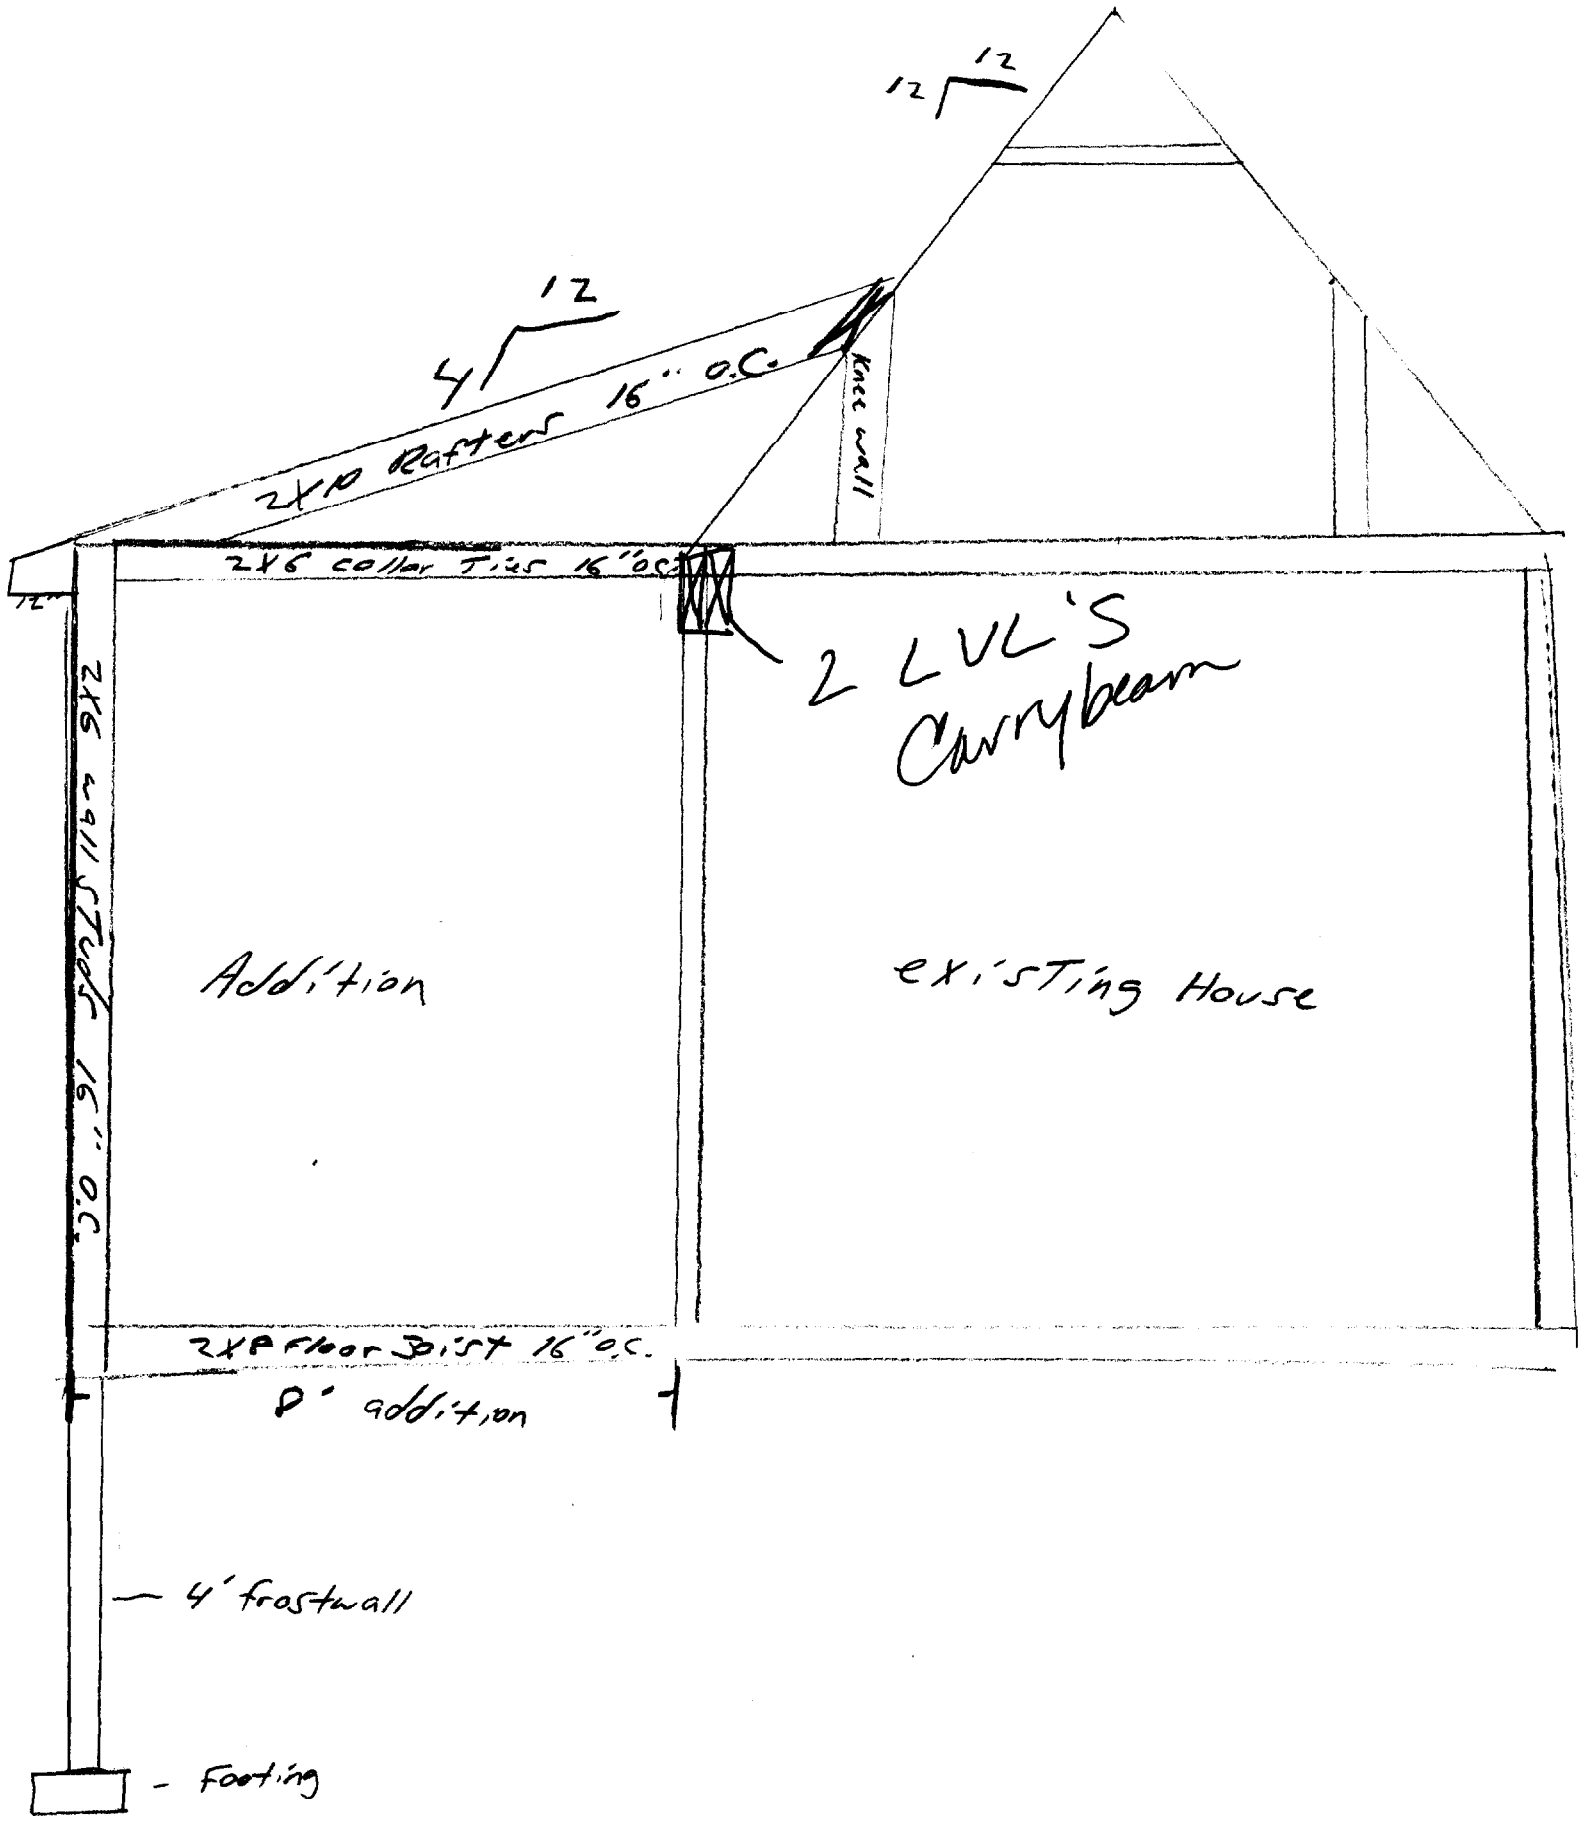 12
12
12
4
2X10 Rafters 16" O.C.
Knee wall
2X6 collar Ties 16" O.C.
12"
2 LVL'S
Carrybeam
2X6 wall sTuds 16" O.C.
Addition
existing House
2X8 Floor Joist 16" O.C.
8' addition
4' frostwall
Footing